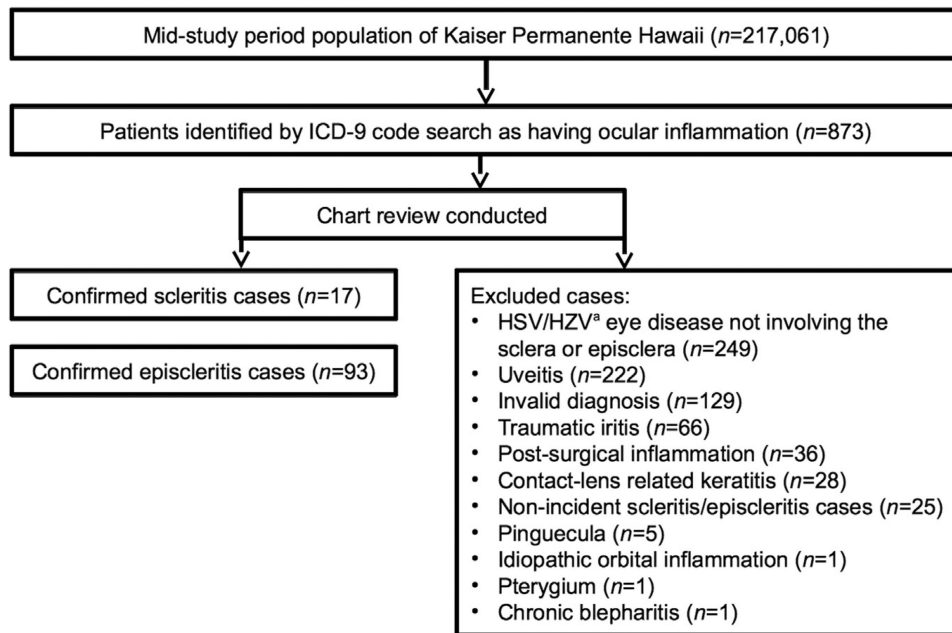 Mid-study period population of Kaiser Permanente Hawaii (n=217,061)
Patients identified by ICD-9 code search as having ocular inflammation (n=873)
Chart review conducted
Confirmed scleritis cases (n=17)
Confirmed episcleritis cases (n=93)
Excluded cases:
• HSV/HZVᵃ eye disease not involving the
sclera or episclera (n=249)
• Uveitis (n=222)
• Invalid diagnosis (n=129)
• Traumatic iritis (n=66)
• Post-surgical inflammation (n=36)
• Contact-lens related keratitis (n=28)
• Non-incident scleritis/episcleritis cases (n=25)
• Pinguecula (n=5)
• Idiopathic orbital inflammation (n=1)
• Pterygium (n=1)
• Chronic blepharitis (n=1)